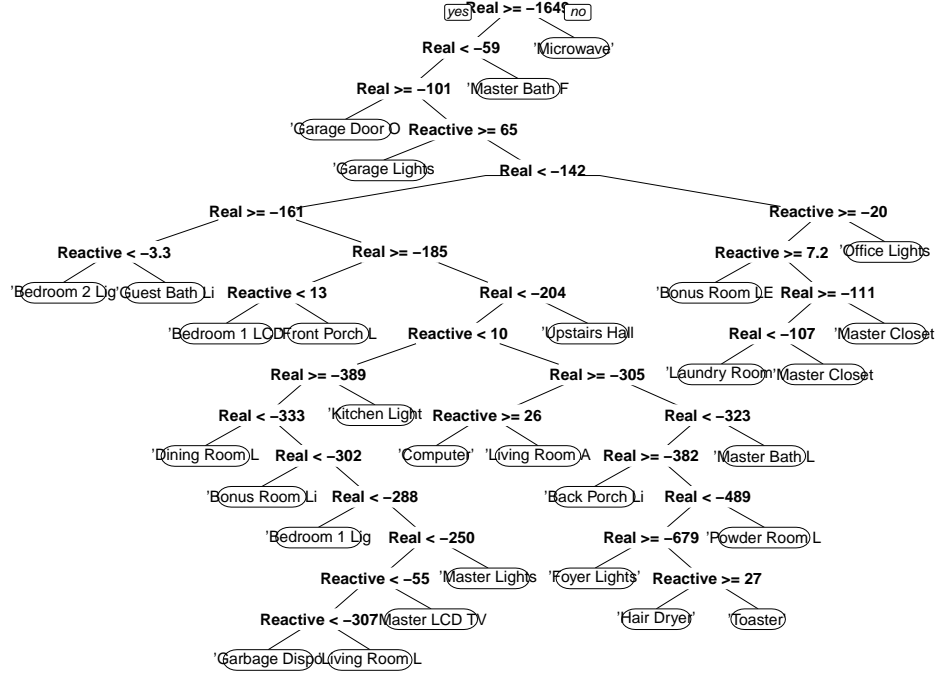 yes Real >= −1649 no
Real < −59 'Microwave'
Real >= −101 'Master Bath F
'Garage Door O Reactive >= 65
'Garage Lights Real < −142
Real >= −161 Reactive >= −20
Reactive < −3.3 Real >= −185 Reactive >= 7.2 'Office Lights
'Bedroom 2 Lig 'Guest Bath Li Reactive < 13 Real < −204 'Bonus Room LE Real >= −111
'Bedroom 1 LCD 'Front Porch L Reactive < 10 'Upstairs Hall Real < −107 'Master Closet
Real >= −389 Real >= −305 'Laundry Room 'Master Closet
Real < −333 'Kitchen Light Reactive >= 26 Real < −323
'Dining Room L Real < −302 'Computer' 'Living Room A Real >= −382 'Master Bath L
'Bonus Room Li Real < −288 'Back Porch Li Real < −489
'Bedroom 1 Lig Real < −250 Real >= −679 'Powder Room L
Reactive < −55 'Master Lights 'Foyer Lights' Reactive >= 27
Reactive < −307 'Master LCD TV 'Hair Dryer' 'Toaster'
'Garbage Dispo 'Living Room L